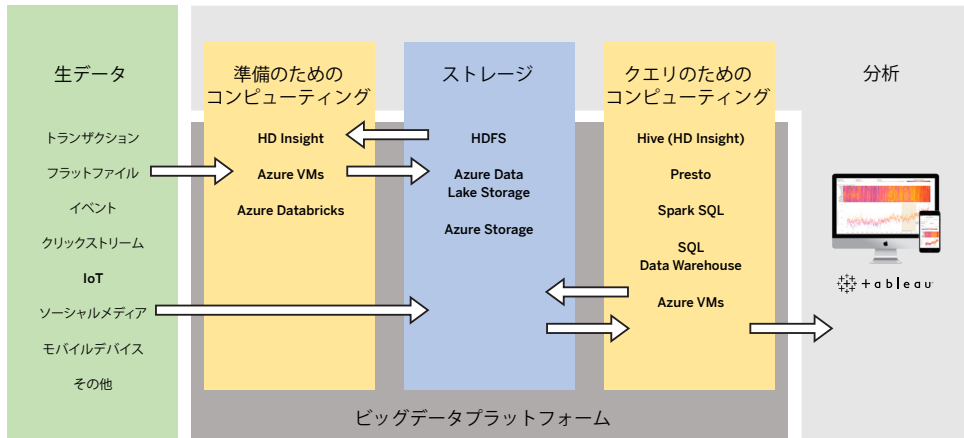 生データ
トランザクション
フラットファイル
イベント
クリックストリーム
IoT
ソーシャルメディア
モバイルデバイス
その他
準備のための
コンピューティング
HD Insight
Azure VMs
Azure Databricks
ストレージ
HDFS
Azure Data
Lake Storage
Azure Storage
クエリのための
コンピューティング
Hive (HD Insight)
Presto
Spark SQL
SQL
Data Warehouse
Azure VMs
分析
+ableau
ビッグデータプラットフォーム